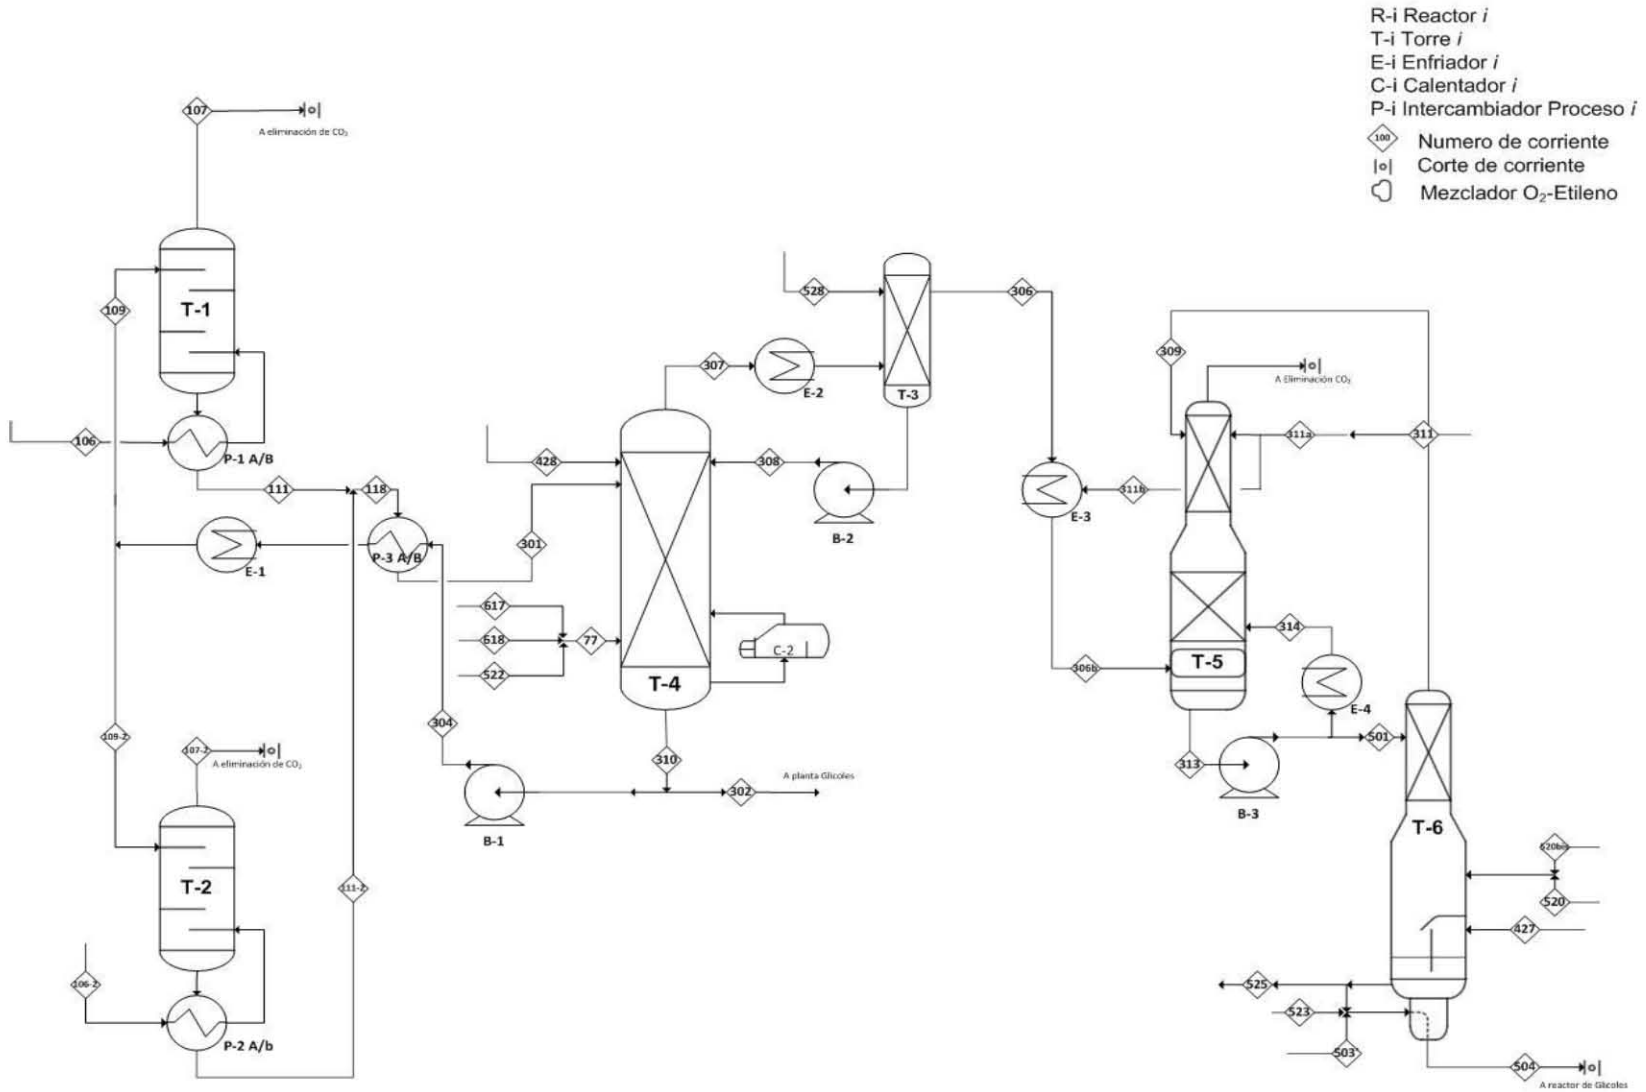 R-i Reactor i
T-i Torre i
E-i Enfriador i
C-i Calentador i
P-i Intercambiador Proceso i
100 Numero de corriente
|o| Corte de corriente
Mezclador O₂-Etileno
107
A eliminación de CO₂
T-1
109
106
P-1 A/B
111
118
E-1
P-3 A/B
301
304
109-2
107-2
A eliminación de CO₂
T-2
111-2
106-2
P-2 A/b
428
617
618
522
77
T-4
C-2
310
302
A planta Glicoles
B-1
307
E-2
528
T-3
308
B-2
306
E-3
311b
306b
309
A Eliminación CO₂
311a
311
T-5
314
E-4
313
B-3
501
T-6
520bis
520
427
525
523
503'
504
A reactor de Glicoles